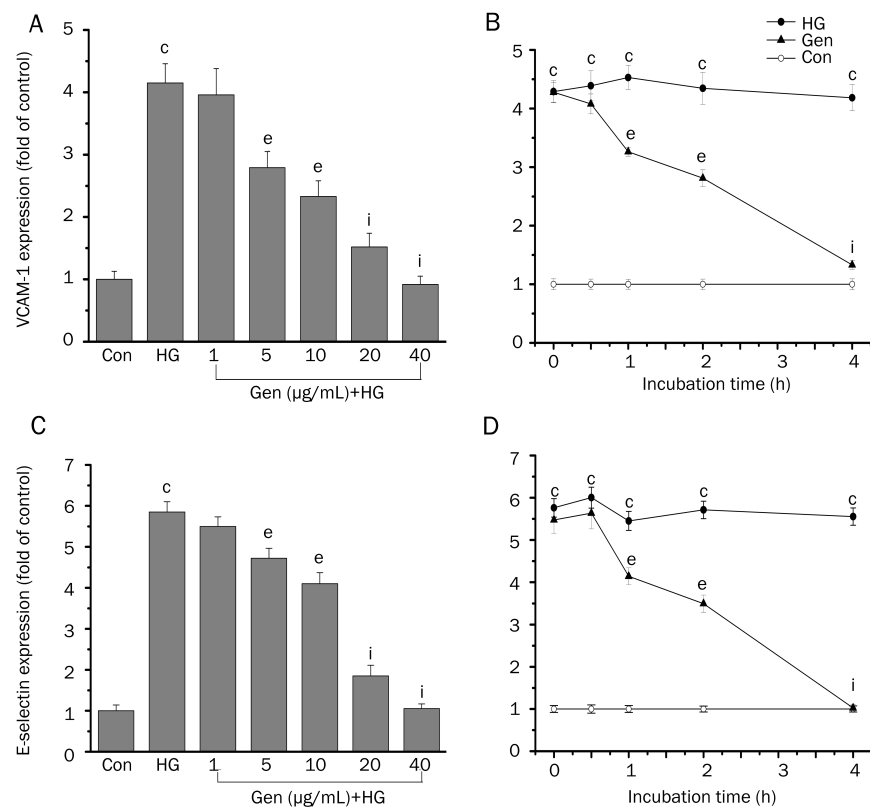 A
VCAM-1 expression (fold of control)
5
4
3
2
1
0
c
e
e
i
i
Con HG 1 5 10 20 40
Gen (µg/mL)+HG
B
HG
Gen
Con
5
4
3
2
1
0
c c c c c
e
e
i
0 1 2 4
Incubation time (h)
C
E-selectin expression (fold of control)
7
6
5
4
2
1
0
c
e
e
i
i
Con HG 1 5 10 20 40
Gen (µg/mL)+HG
D
7
6
5
4
3
2
1
0
c c c c c
e
e
i
0 1 2 4
Incubation time (h)